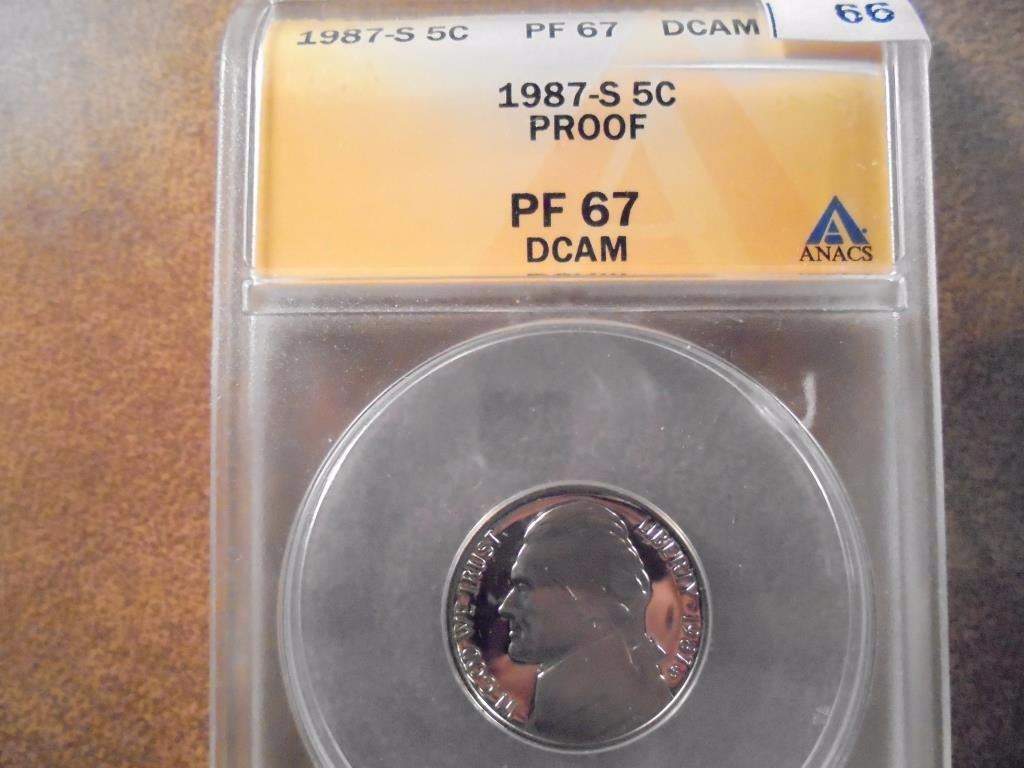 1987-S 5C PF 67 DCAM
66
1987-S 5C
PROOF
PF 67
DCAM
ANACS
IN GOD WE TRUST
LIBERTY 1987